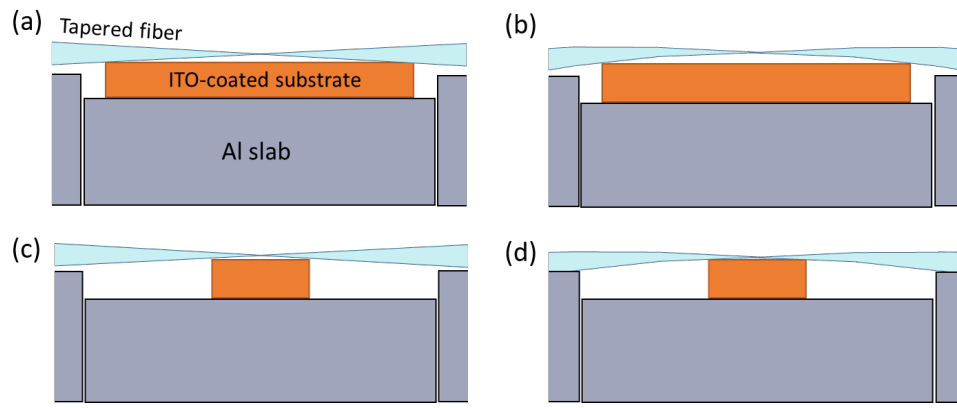 (a)
Tapered fiber
ITO-coated substrate
Al slab
(b)
(c)
(d)